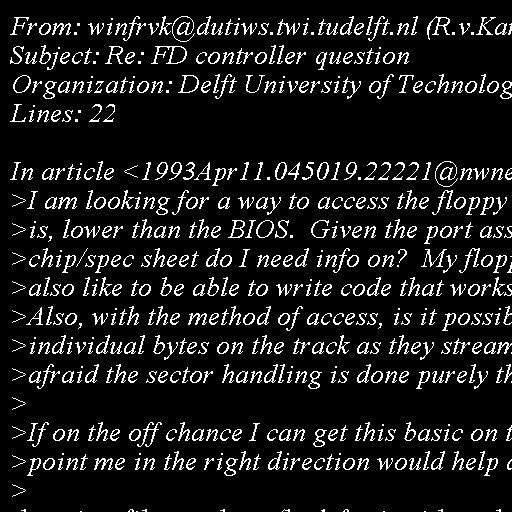 From: winfrvk@dutiws.twi.tudelft.nl (R.v.Kam
Subject: Re: FD controller question
Organization: Delft University of Technolog
Lines: 22

In article <1993Apr11.045019.22221@nwne
>I am looking for a way to access the floppy
>is, lower than the BIOS.  Given the port ass
>chip/spec sheet do I need info on?  My flop
>also like to be able to write code that works
>Also, with the method of access, is it possib
>individual bytes on the track as they stream
>afraid the sector handling is done purely th
>
>If on the off chance I can get this basic on t
>point me in the right direction would help
>